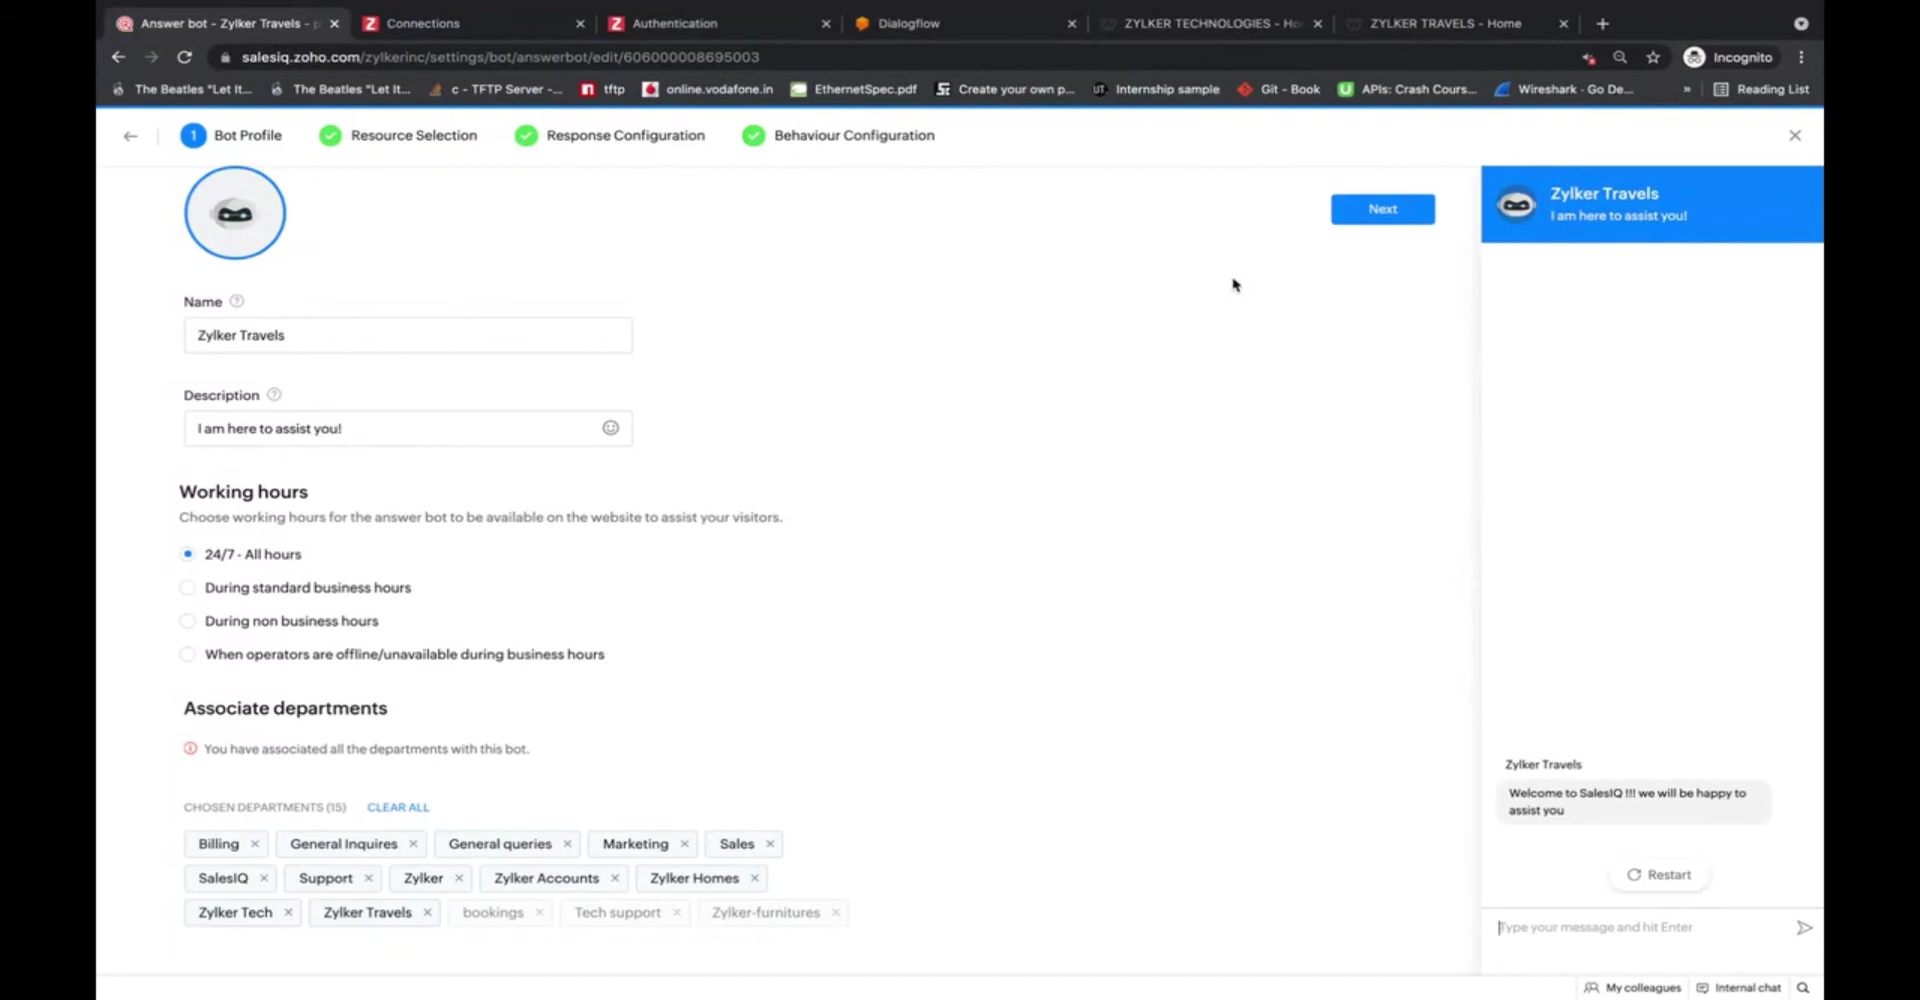 Answer bot - Zylker Travels -
Connections
Authentication
Dialogflow
ZYLKER TECHNOLOGIES - Ho
ZYLKER TRAVELS - Home
salesiq.zoho.com/zylkerinc/settings/bot/answerbot/edit/606000008695003
Incognito
The Beatles "Let It...
The Beatles "Let It...
c - TFTP Server -...
tftp
online.vodafone.in
EthernetSpec.pdf
Create your own p...
Internship sample
Git - Book
APIs: Crash Cours...
Wireshark · Go De...
»
Reading List
1 Bot Profile
Resource Selection
Response Configuration
Behaviour Configuration
Next
Name
Zylker Travels
Description
I am here to assist you!
Working hours
Choose working hours for the answer bot to be available on the website to assist your visitors.
24/7 - All hours
During standard business hours
During non business hours
When operators are offline/unavailable during business hours
Associate departments
You have associated all the departments with this bot.
CHOSEN DEPARTMENTS (15) CLEAR ALL
Billing × General Inquires × General queries × Marketing × Sales ×
SalesIQ × Support × Zylker × Zylker Accounts × Zylker Homes ×
Zylker Tech × Zylker Travels × bookings × Tech support × Zylker-furnitures ×
Zylker Travels
I am here to assist you!
Zylker Travels
Welcome to SalesIQ !!! we will be happy to
assist you
Restart
Type your message and hit Enter
My colleagues
Internal chat